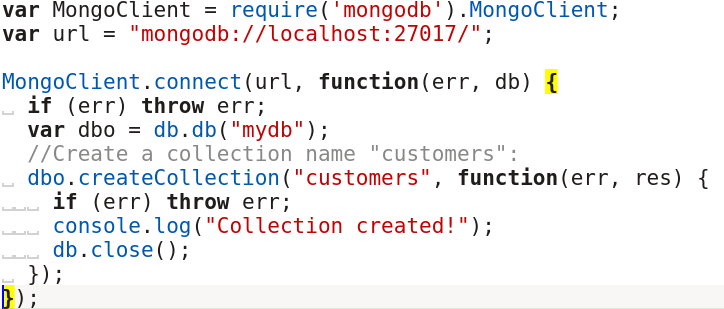 var MongoClient = require('mongodb').MongoClient;
var url = "mongodb://localhost:27017/";

MongoClient.connect(url, function(err, db) {
  if (err) throw err;
  var dbo = db.db("mydb");
  //Create a collection name "customers":
  dbo.createCollection("customers", function(err, res) {
    if (err) throw err;
    console.log("Collection created!");
    db.close();
  });
});